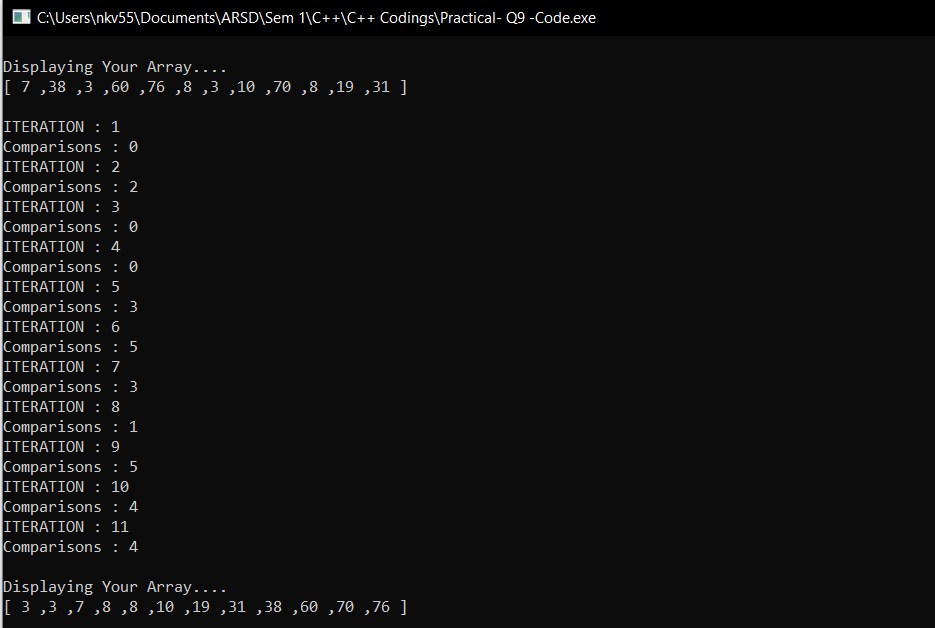 C:\Users\nkv55\Documents\ARSD\Sem 1\C++\C++ Codings\Practical- Q9 -Code.exe
Displaying Your Array....
[ 7 ,38 ,3 ,60 ,76 ,8 ,3 ,10 ,70 ,8 ,19 ,31 ]
ITERATION : 1
Comparisons : 0
ITERATION : 2
Comparisons : 2
ITERATION : 3
Comparisons : 0
ITERATION : 4
Comparisons : 0
ITERATION : 5
Comparisons : 3
ITERATION : 6
Comparisons : 5
ITERATION : 7
Comparisons : 3
ITERATION : 8
Comparisons : 1
ITERATION : 9
Comparisons : 5
ITERATION : 10
Comparisons : 4
ITERATION : 11
Comparisons : 4
Displaying Your Array....
[ 3 ,3 ,7 ,8 ,8 ,10 ,19 ,31 ,38 ,60 ,70 ,76 ]